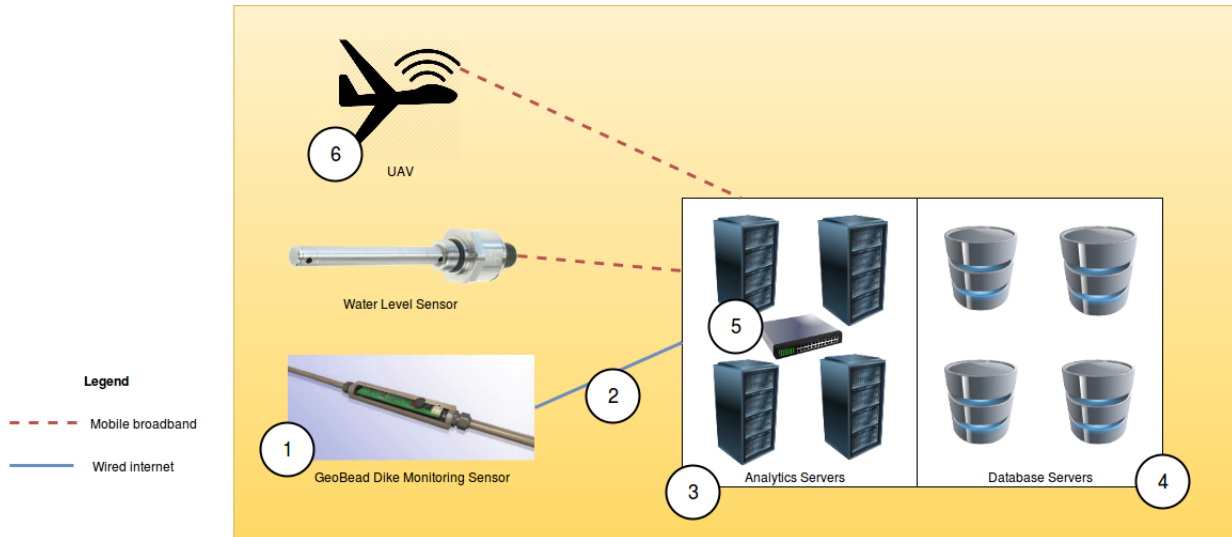 6
UAV
Water Level Sensor
5
Legend
Mobile broadband
2
1
Wired internet
GeoBead Dike Monitoring Sensor
3
Analytics Servers
Database Servers
4